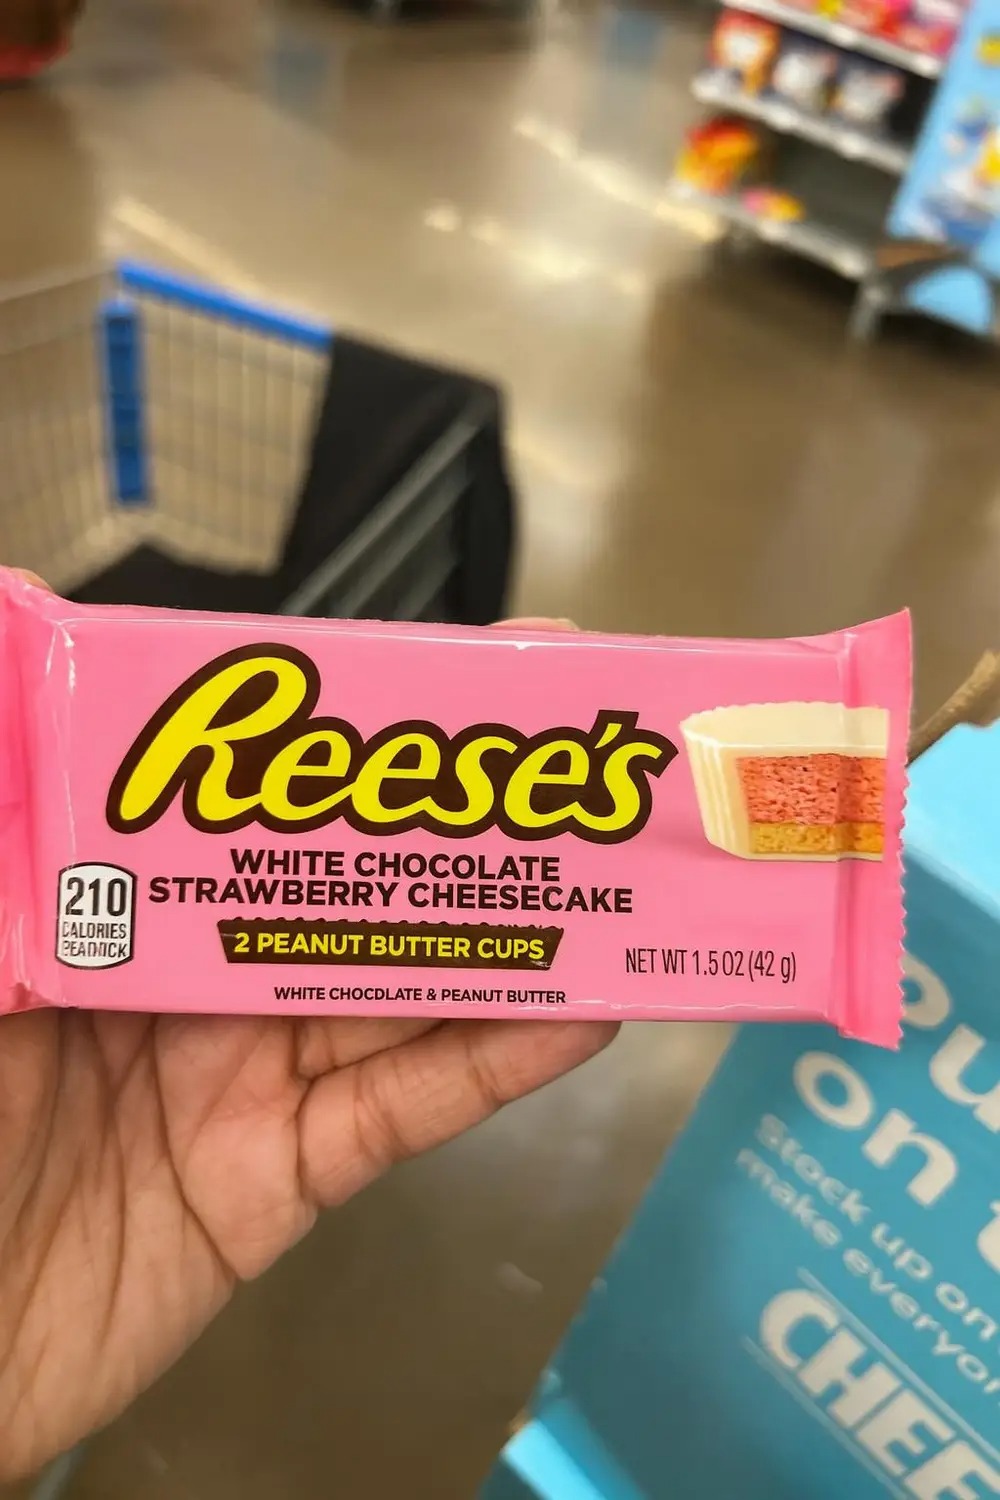 Reese's
WHITE CHOCOLATE
STRAWBERRY CHEESECAKE
210
CALORIES
2 PEANUT BUTTER CUPS
NET WT 1.5 OZ (42 g)
WHITE CHOCDLATE & PEANUT BUTTER
on
Stock up on
make everyo
CHEE